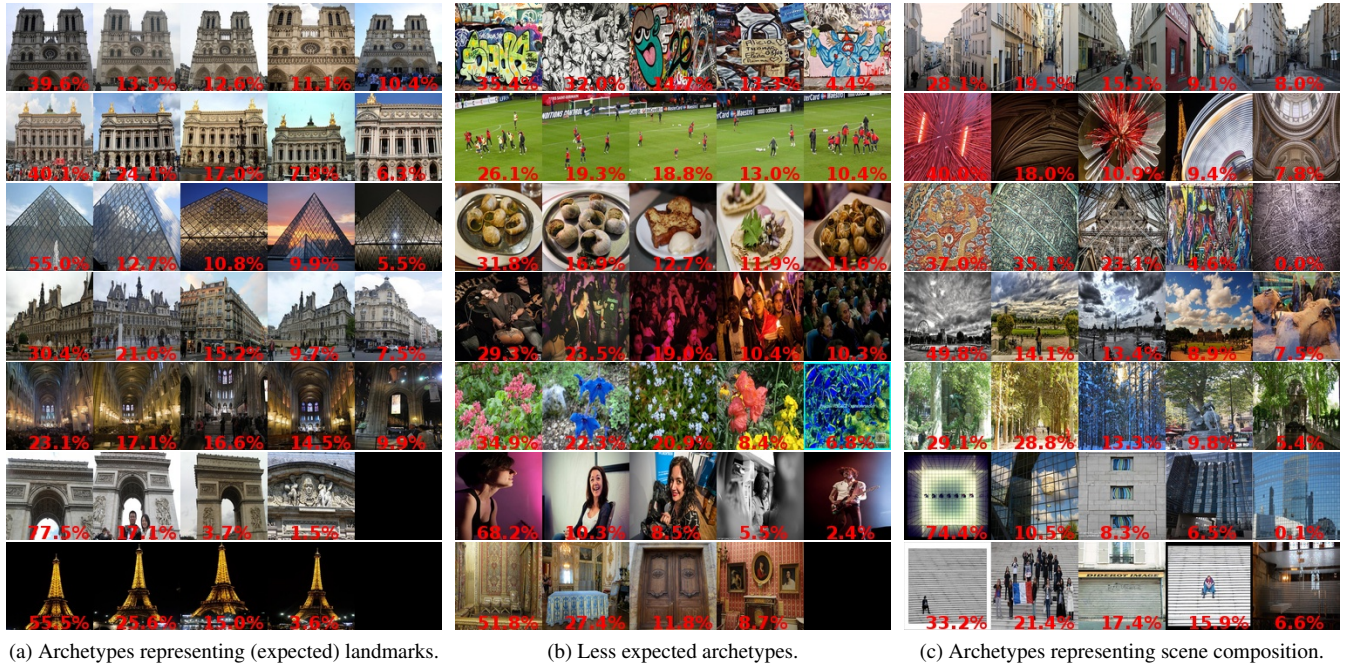 39.6% 13.5% 12.6% 11.1% 10.4%
40.1% 24.1% 17.0% 7.8% 6.3%
55.0% 12.7% 10.8% 9.9% 5.5%
30.4% 21.6% 15.2% 9.7% 7.5%
23.1% 17.1% 16.6% 14.5% 9.9%
77.5% 17.1% 3.7% 1.5%
55.5% 25.6% 15.0% 3.6%
(a) Archetypes representing (expected) landmarks.
35.4% 32.0% 14.7% 12.3% 4.4%
26.1% 19.3% 18.8% 13.0% 10.4%
31.8% 16.9% 12.7% 11.9% 11.6%
29.3% 23.5% 19.0% 10.4% 10.3%
34.9% 22.3% 20.9% 8.4% 6.8%
68.2% 10.3% 8.5% 5.5% 2.4%
51.8% 27.4% 11.8% 8.7%
(b) Less expected archetypes.
28.1% 19.5% 15.3% 9.1% 8.0%
40.0% 18.0% 10.9% 9.4% 7.8%
37.0% 35.1% 23.1% 4.6% 0.0%
49.8% 14.1% 13.4% 8.9% 7.5%
29.1% 28.8% 13.3% 9.8% 5.4%
74.4% 10.5% 8.3% 6.5% 0.1%
DIDEROT IMAGE
33.2% 21.4% 17.4% 15.9% 6.6%
(c) Archetypes representing scene composition.